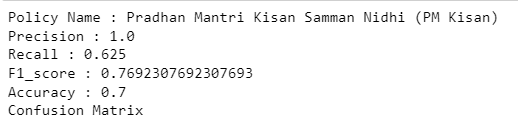 Policy Name : Pradhan Mantri Kisan Samman Nidhi (PM Kisan)
Precision : 1.0
Recall : 0.625
F1_score : 0.7692307692307693
Accuracy : 0.7
Confusion Matrix